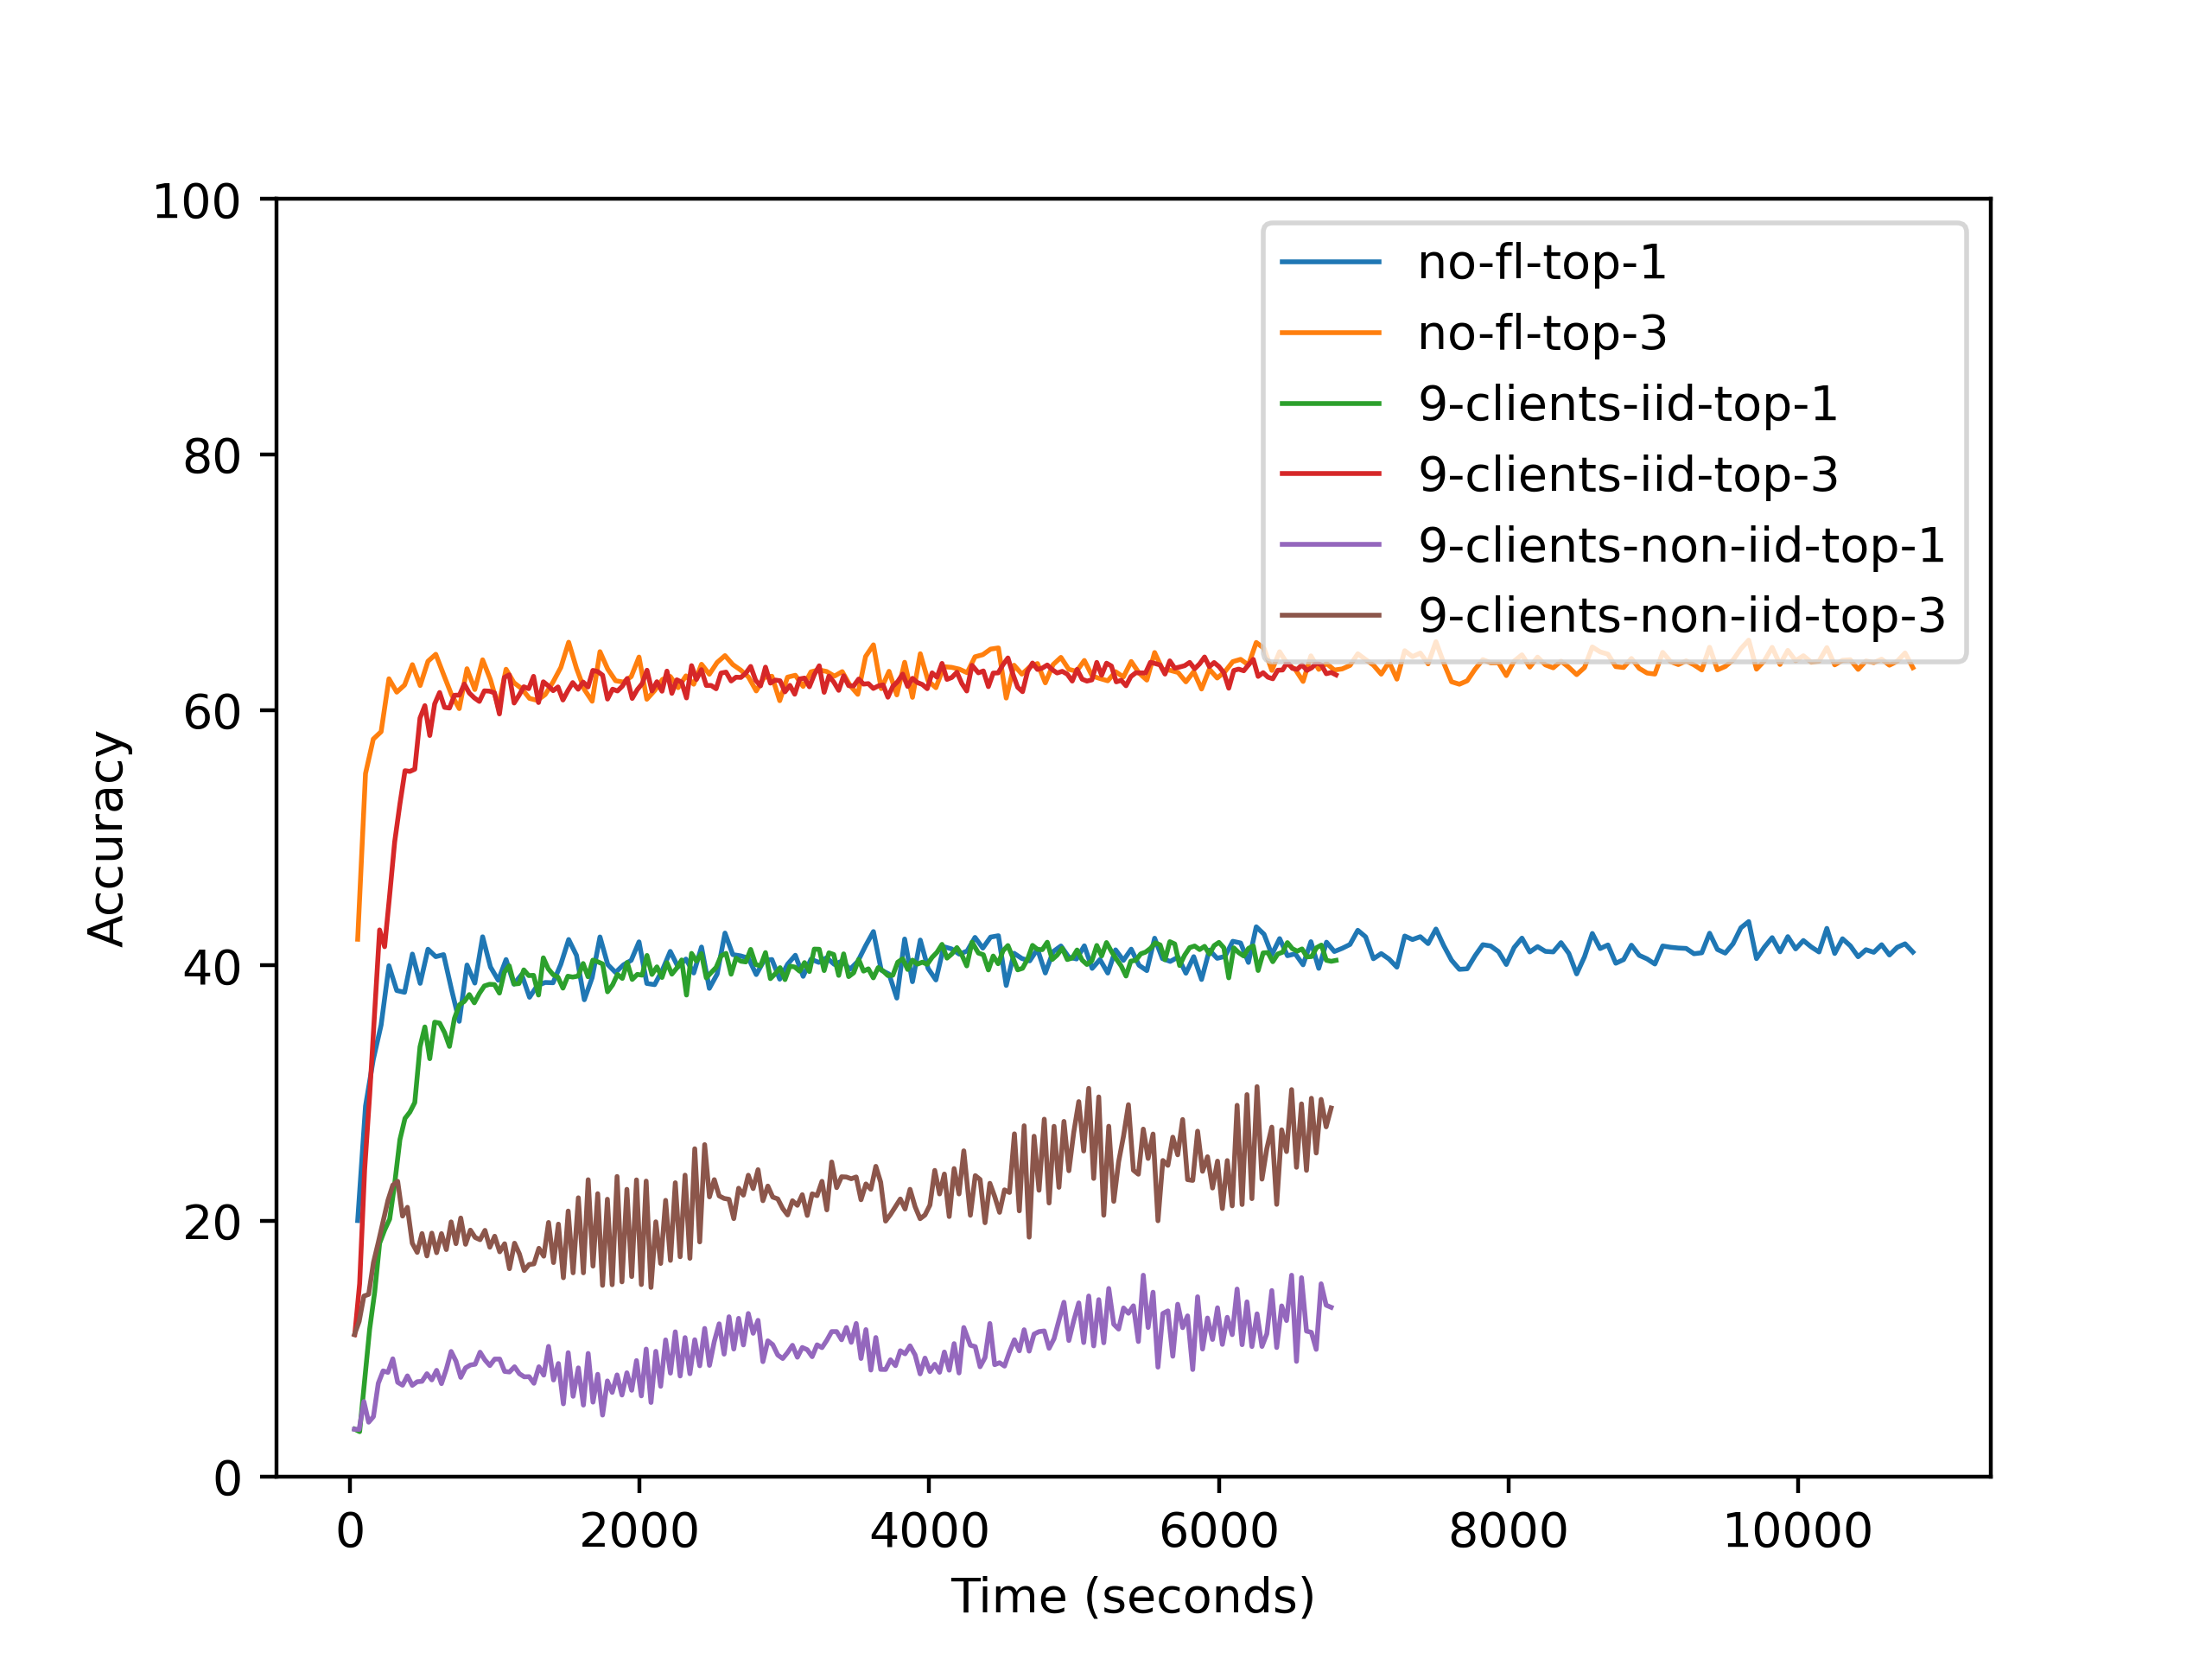 100
80
60
40
20
0
Accuracy
no-fl-top-1
no-fl-top-3
9-clients-iid-top-1
9-clients-iid-top-3
9-clients-non-iid-top-1
9-clients-non-iid-top-3
0 2000 4000 6000 8000 10000
Time (seconds)